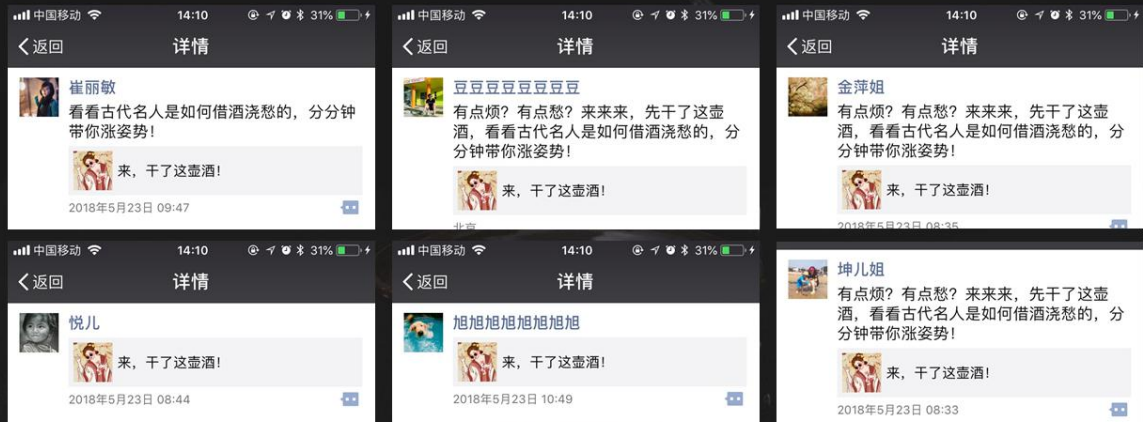 中国移动 14:10 31%
返回 详情
崔丽敏
看看古代名人是如何借酒浇愁的，分分钟
带你涨姿势！
来，干了这壶酒！
2018年5月23日 09:47
中国移动 14:10 31%
返回 详情
豆豆豆豆豆豆豆豆
有点烦？有点愁？来来来，先干了这壶
酒，看看古代名人是如何借酒浇愁的，分
分钟带你涨姿势！
来，干了这壶酒！
北京
中国移动 14:10 31%
返回 详情
金萍姐
有点烦？有点愁？来来来，先干了这壶
酒，看看古代名人是如何借酒浇愁的，分
分钟带你涨姿势！
来，干了这壶酒！
2018年5月23日 08:35
中国移动 14:10 31%
返回 详情
悦儿
来，干了这壶酒！
2018年5月23日 08:44
中国移动 14:10 31%
返回 详情
旭旭旭旭旭旭旭旭
来，干了这壶酒！
2018年5月23日 10:49
坤儿姐
有点烦？有点愁？来来来，先干了这壶
酒，看看古代名人是如何借酒浇愁的，分
分钟带你涨姿势！
来，干了这壶酒！
2018年5月23日 08:33